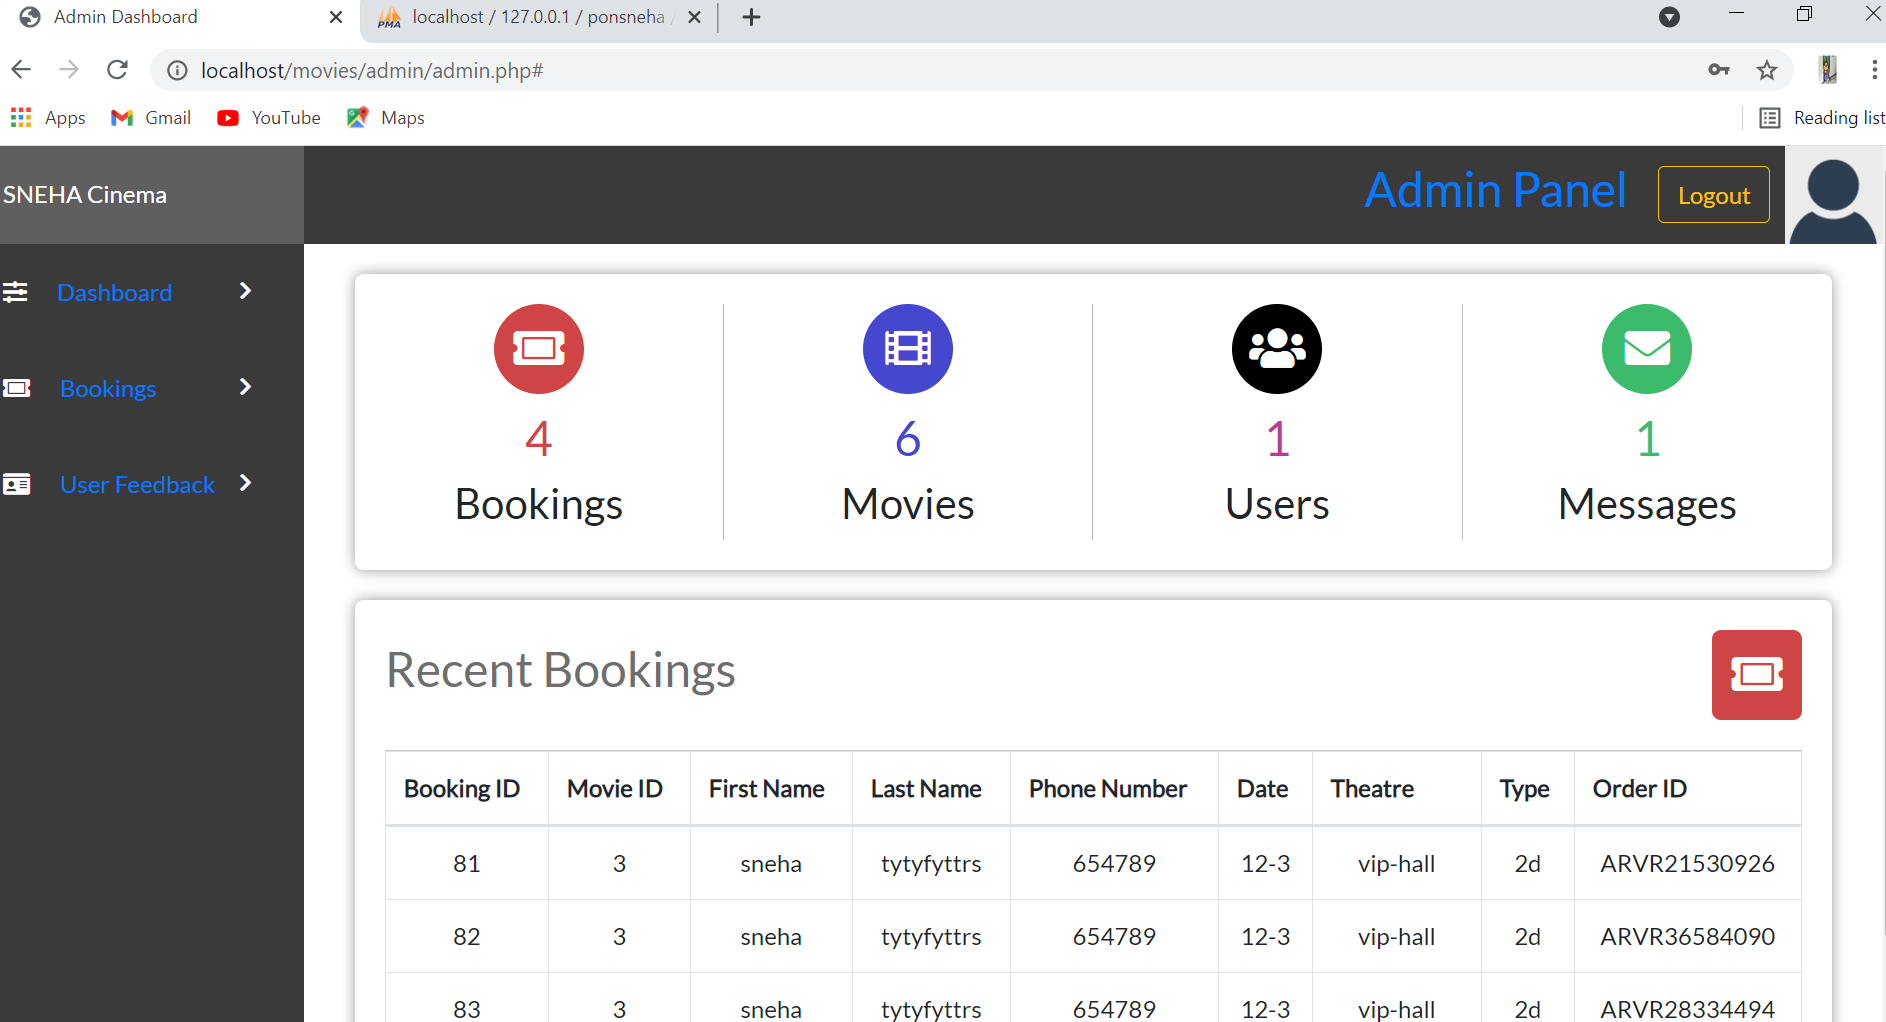 Admin Dashboard
localhost / 127.0.0.1 / ponsneha /
PMA
localhost/movies/admin/admin.php#
Apps Gmail YouTube Maps Reading list
SNEHA Cinema Admin Panel Logout
Dashboard
Bookings
User Feedback
4 6 1 1
Bookings Movies Users Messages
Recent Bookings
Booking ID Movie ID First Name Last Name Phone Number Date Theatre Type Order ID
81 3 sneha tytyfyttrs 654789 12-3 vip-hall 2d ARVR21530926
82 3 sneha tytyfyttrs 654789 12-3 vip-hall 2d ARVR36584090
83 3 sneha tytyfyttrs 654789 12-3 vip-hall 2d ARVR28334494